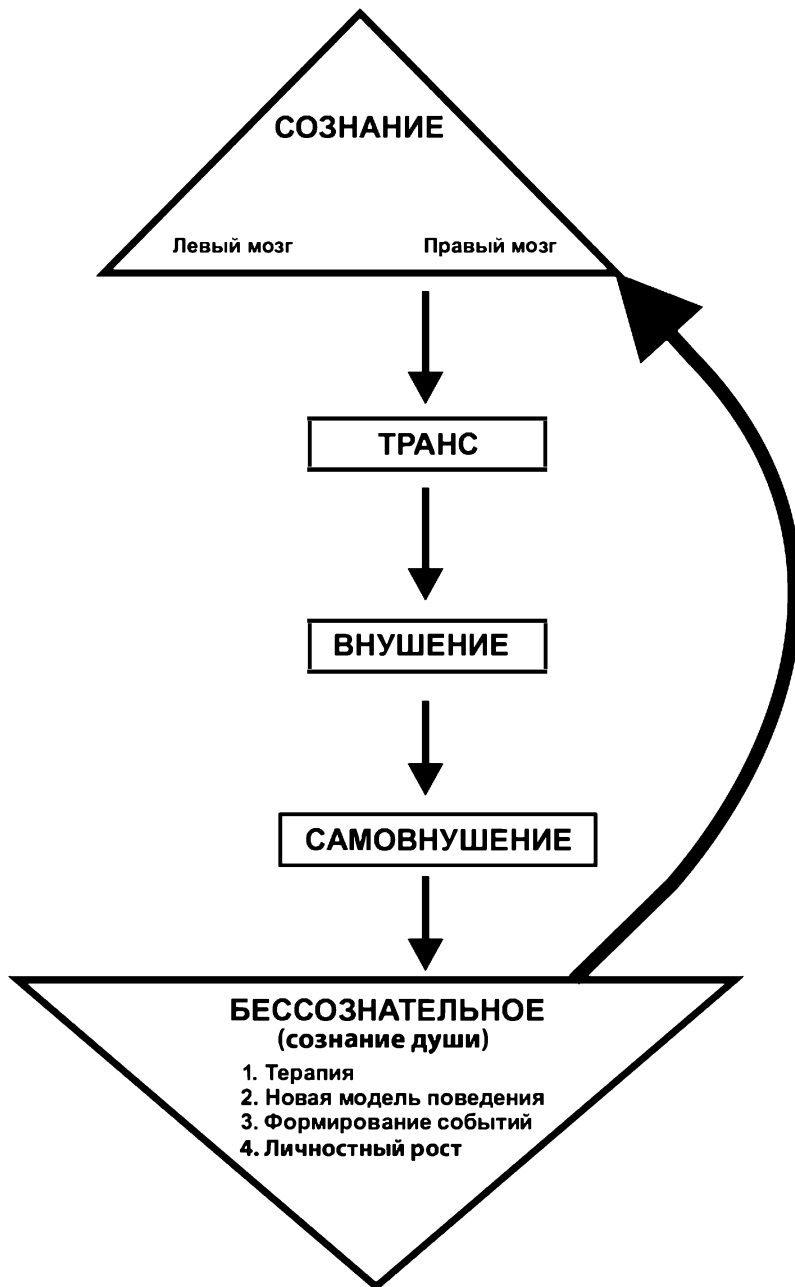 СОЗНАНИЕ
Левый мозг Правый мозг
ТРАНС
ВНУШЕНИЕ
САМОВНУШЕНИЕ
БЕССОЗНАТЕЛЬНОЕ
(сознание души)
1. Терапия
2. Новая модель поведения
3. Формирование событий
4. Личностный рост